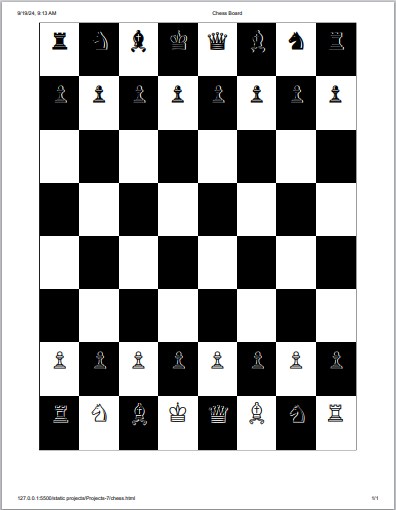 9/19/24, 9:13 AM Chess Board
127.0.0.1:5500/static projects/Projects-7/chess.html 1/1